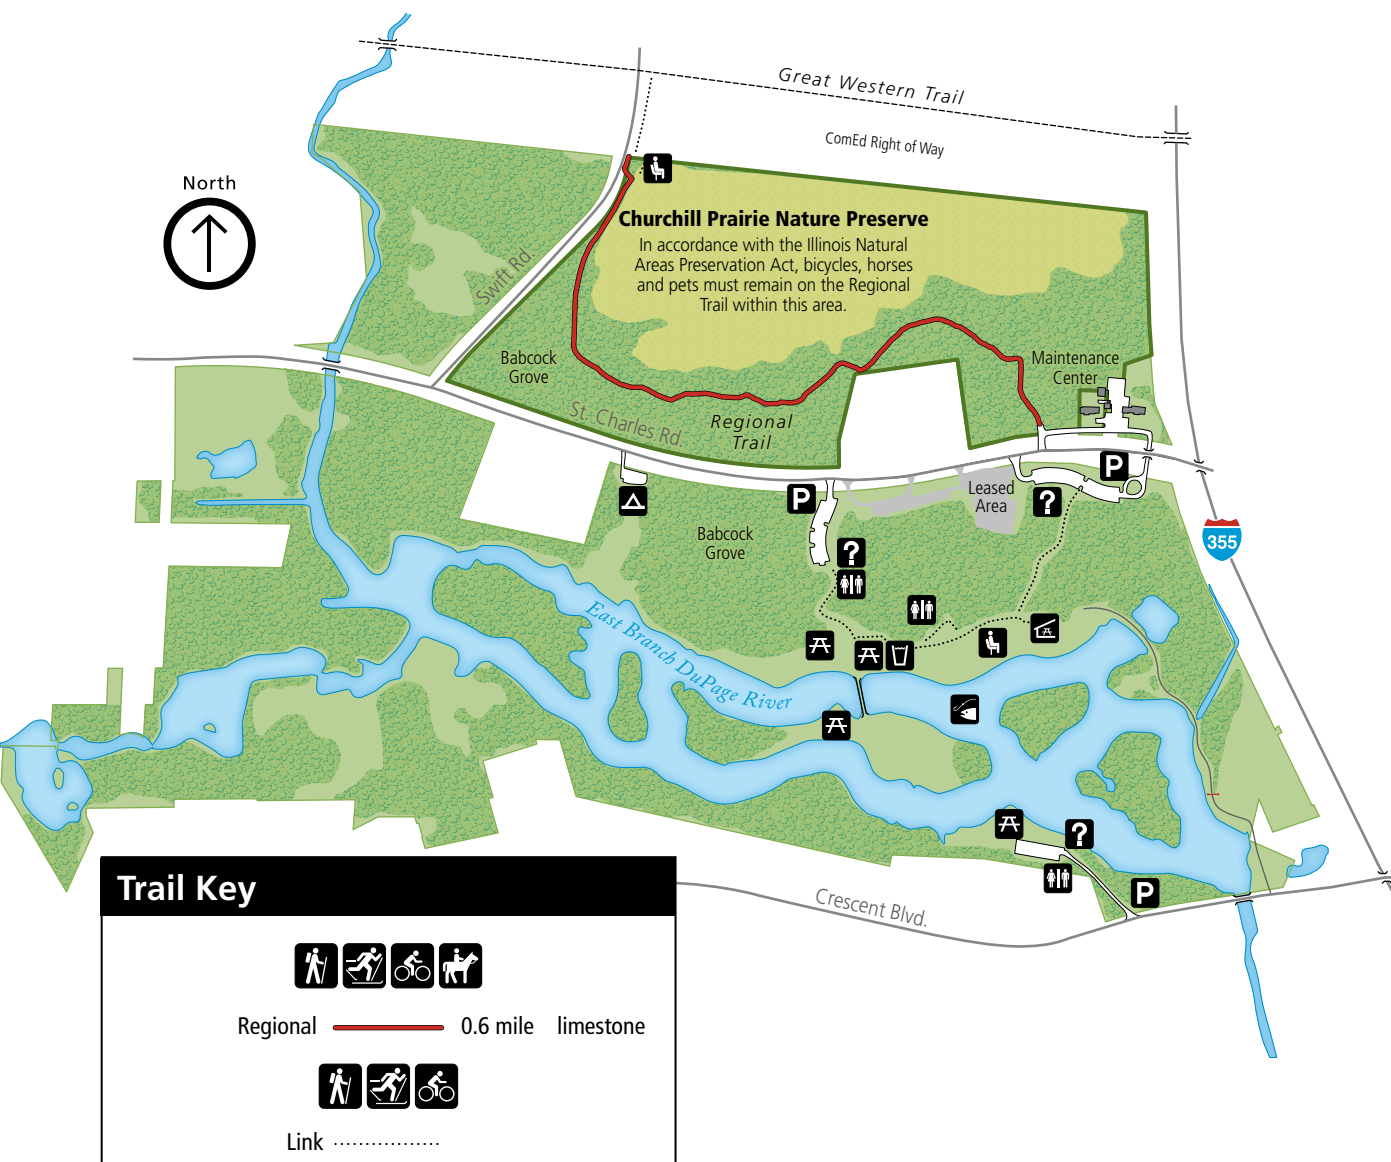 Great Western Trail
ComEd Right of Way
North
Churchill Prairie Nature Preserve
In accordance with the Illinois Natural
Areas Preservation Act, bicycles, horses
and pets must remain on the Regional
Trail within this area.
Swift Rd.
Babcock
Grove
Maintenance
Center
St. Charles Rd.
Regional
Trail
P
P
Leased
Area
?
Babcock
Grove
355
?
East Branch DuPage River
?
P
Crescent Blvd.
Trail Key
Regional 0.6 mile limestone
Link